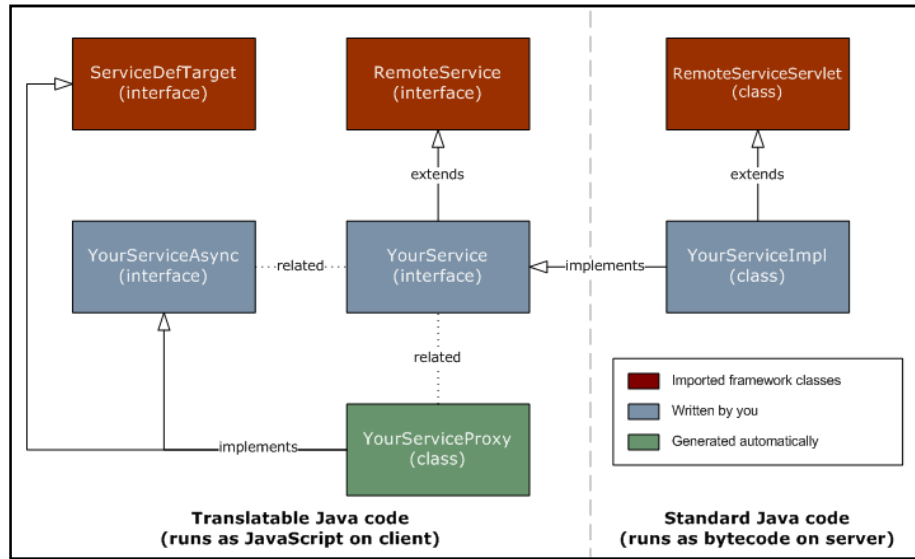 ServiceDefTarget
(interface)
RemoteService
(interface)
RemoteServiceServlet
(class)
extends
extends
YourServiceAsync
(interface)
related
YourService
(interface)
implements
YourServiceImpl
(class)
related
Imported framework classes
Written by you
Generated automatically
implements
YourServiceProxy
(class)
Translatable Java code
(runs as JavaScript on client)
Standard Java code
(runs as bytecode on server)